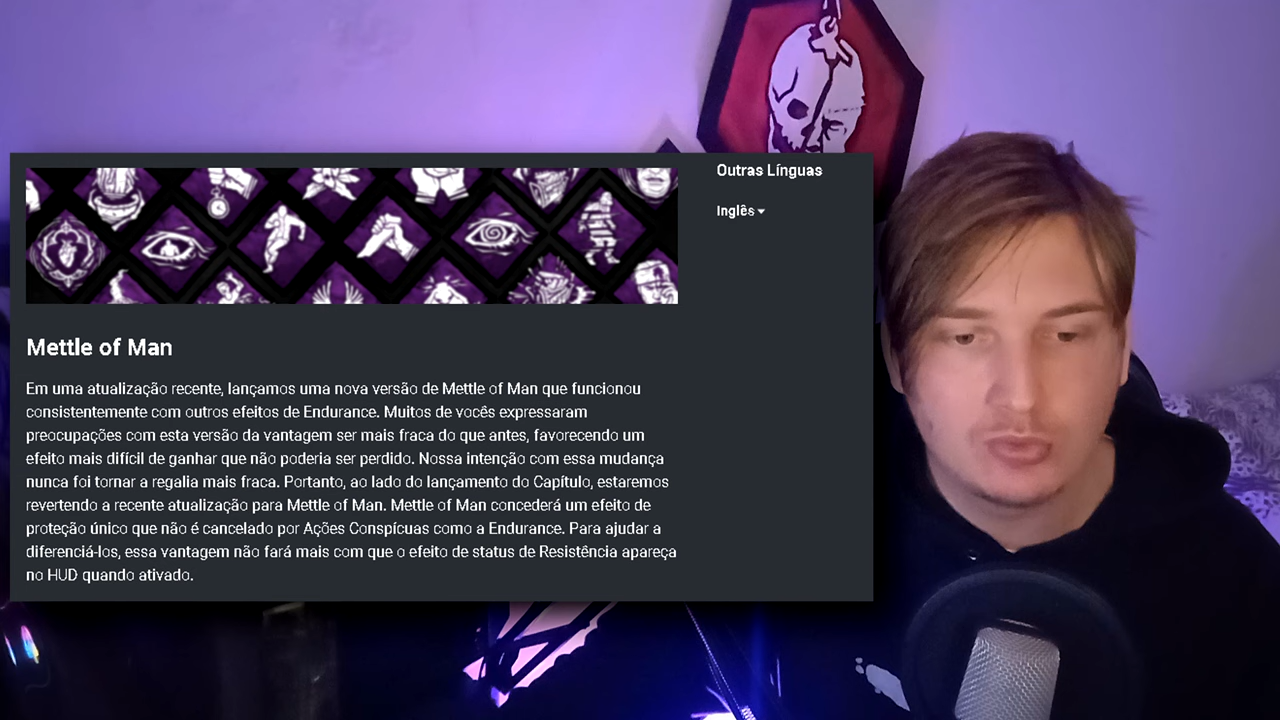 Outras Línguas
Inglês
Mettle of Man
Em uma atualização recente, lançamos uma nova versão de Mettle of Man que funcionou
consistentemente com outros efeitos de Endurance. Muitos de vocês expressaram
preocupações com esta versão da vantagem ser mais fraca do que antes, favorecendo um
efeito mais difícil de ganhar que não poderia ser perdido. Nossa intenção com essa mudança
nunca foi tornar a regalia mais fraca. Portanto, ao lado do lançamento do Capítulo, estaremos
revertendo a recente atualização para Mettle of Man. Mettle of Man concederá um efeito de
proteção único que não é cancelado por Ações Conspícuas como a Endurance. Para ajudar a
diferenciá-los, essa vantagem não fará mais com que o efeito de status de Resistência apareça
no HUD quando ativado.